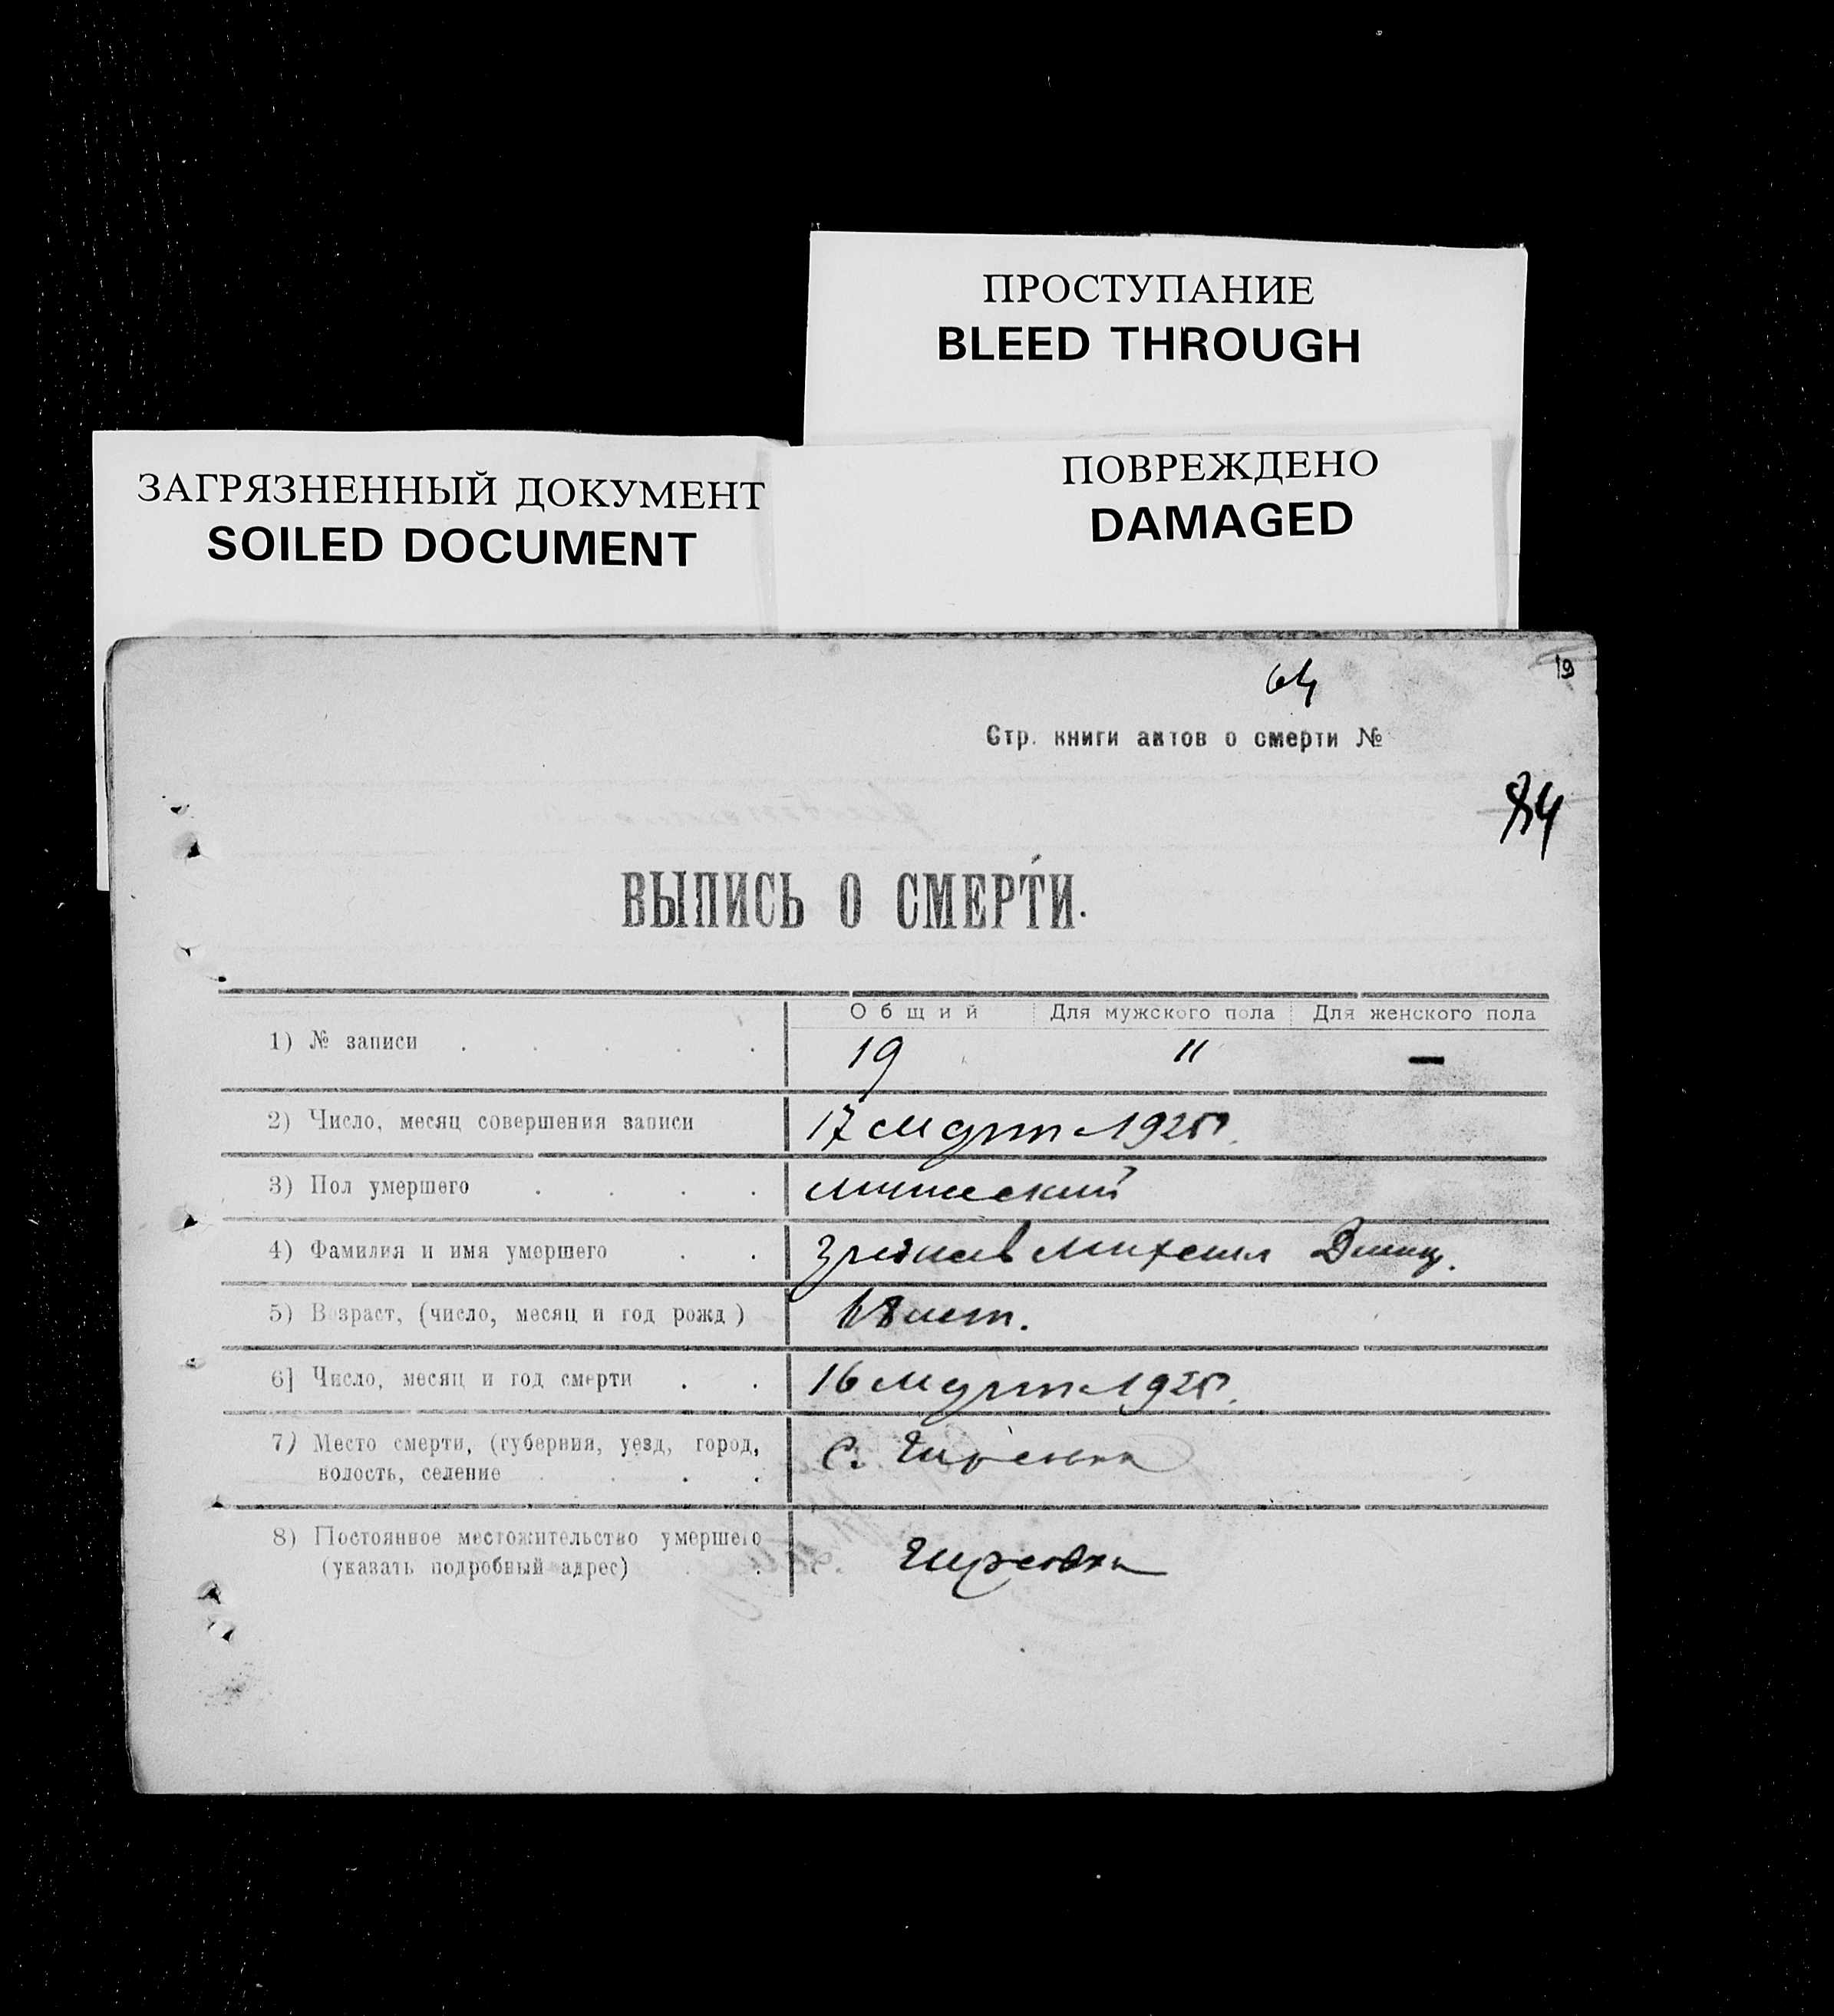 ПРОСТУПАНИЕ
BLEED THROUGH
ЗАГРЯЗНЕННЫЙ ДОКУМЕНТ
SOILED DOCUMENT
ПОВРЕЖДЕНО
DAMAGED
19
64
Стр. книги актов о смерти №
84
ВЫПИСЬ О СМЕРТИ.
Общий Для мужского пола Для женского пола
1) № записи 19 " —
2) Число, месяц совершения записи 17 марта 1925
3) Пол умершего мужеский
4) Фамилия и имя умершего Михаил
5) Возраст, (число, месяц и год рожд) 68 лет.
6] Число, месяц и год смерти 16 марта 1925
7) Место смерти, (губерния, уезд, город, с.
волость, селение
8) Постоянное местожительство умершего
(указать подробный адрес)